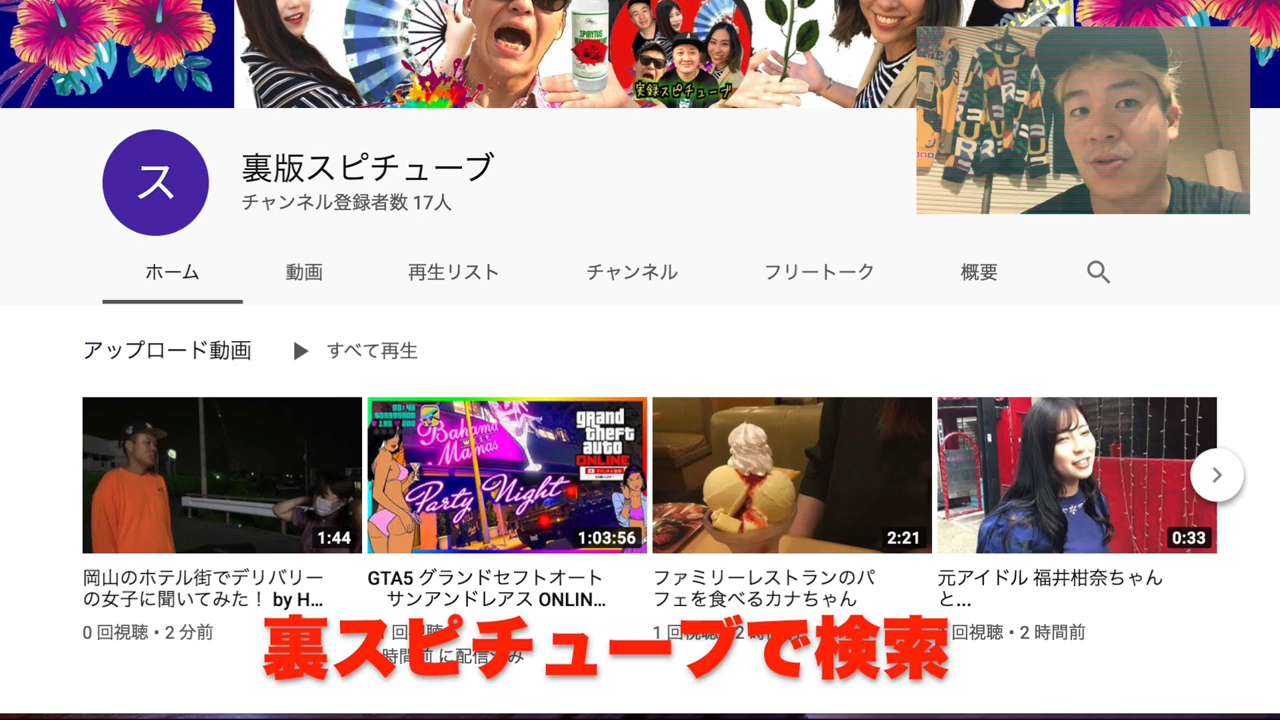 SPIRYTUS
実録スピチューブ
ス
裏版スピチューブ
チャンネル登録者数 17人
ホーム
動画
再生リスト
チャンネル
フリートーク
概要
アップロード動画
すべて再生
1:44
Bahama
Mamas
Party Night
grand
theft
auto
ONLINE
1:03:56
2:21
0:33
岡山のホテル街でデリバリー
の女子に聞いてみた！ by H...
0 回視聴・2 分前
GTA5 グランドセフトオート
サンアンドレアス ONLIN...
ファミリーレストランのパ
フェを食べるカナちゃん
元アイドル 福井柑奈ちゃん
と...
回視聴・2 時間前
裏スピチューブで検索